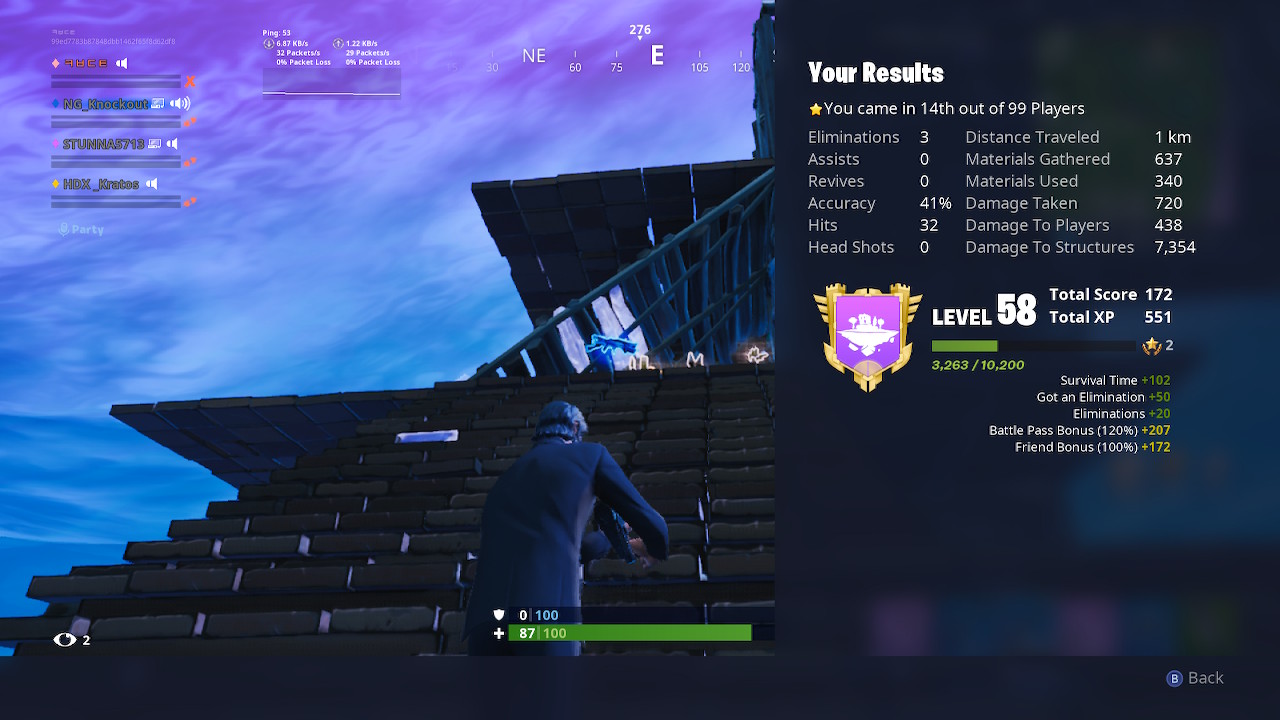 Ping: 53
6.87 KB/s 1.22 KB/s
32 Packets/s 29 Packets/s
0% Packet Loss 0% Packet Loss
276
15 30 NE 60 75 E 105 120
NG_Knockout
STUNNA5713
HDX_Kratos
Party
0 | 100
87 | 100
2
Your Results
You came in 14th out of 99 Players
Eliminations 3 Distance Traveled 1 km
Assists 0 Materials Gathered 637
Revives 0 Materials Used 340
Accuracy 41% Damage Taken 720
Hits 32 Damage To Players 438
Head Shots 0 Damage To Structures 7,354
LEVEL 58
Total Score 172
Total XP 551
2
3,263 / 10,200
Survival Time +102
Got an Elimination +50
Eliminations +20
Battle Pass Bonus (120%) +207
Friend Bonus (100%) +172
B Back